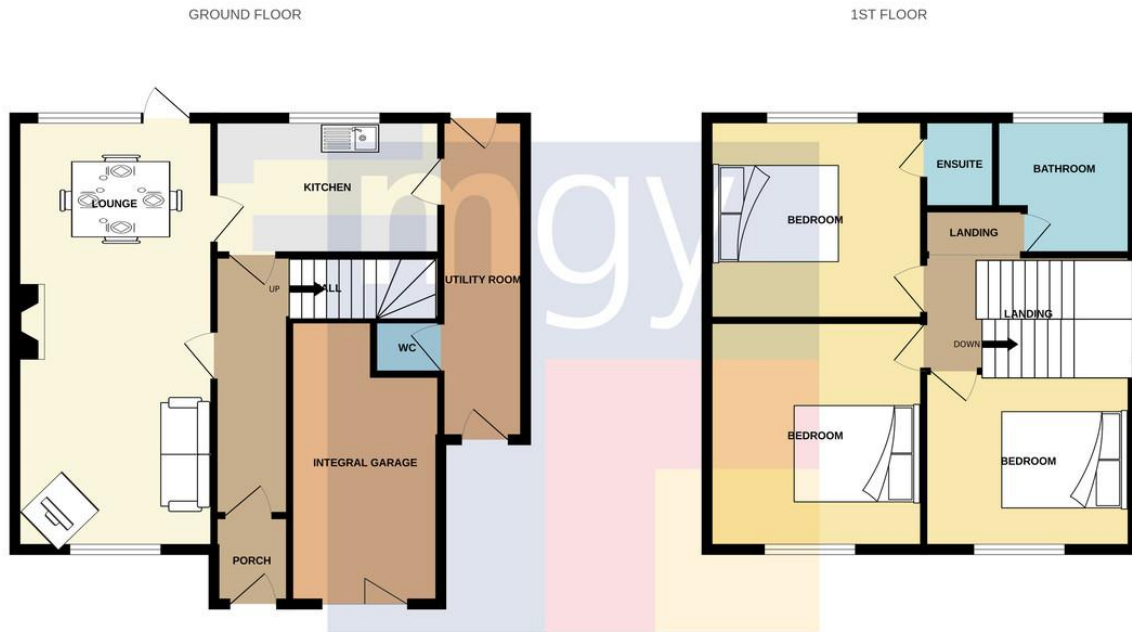 GROUND FLOOR
1ST FLOOR
LOUNGE
KITCHEN
UTILITY ROOM
UP
WC
INTEGRAL GARAGE
PORCH
BEDROOM
ENSUITE
BATHROOM
LANDING
LANDING
DOWN
BEDROOM
BEDROOM
mgy